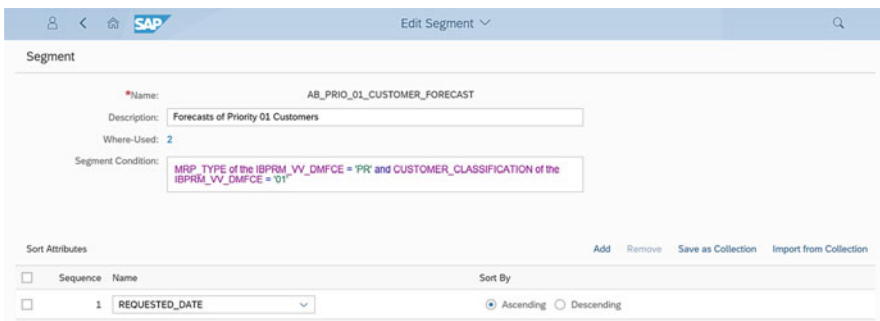 SAP Edit Segment
Segment
*Name: AB_PRIO_01_CUSTOMER_FORECAST
Description: Forecasts of Priority 01 Customers
Where-Used: 2
Segment Condition: MRP_TYPE of the IBPRM_VV_DMFCE = 'PR' and CUSTOMER_CLASSIFICATION of the
IBPRM_VV_DMFCE = '01'
Sort Attributes Add Remove Save as Collection Import from Collection
Sequence Name Sort By
1 REQUESTED_DATE Ascending Descending